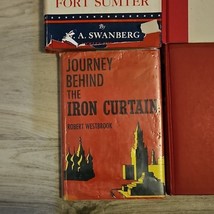 FORT SUMTER
By
A. SWANBERG
JOURNEY
BEHIND
THE
IRON CURTAIN
ROBERT WESTBROOK